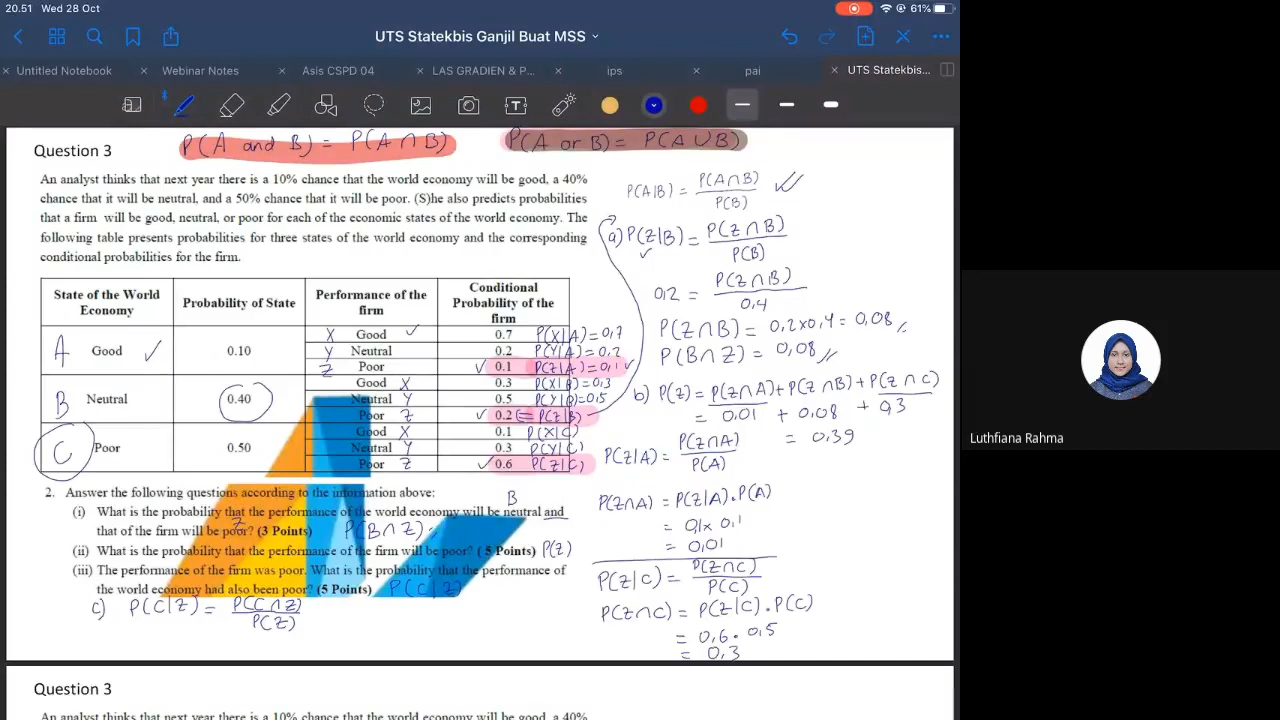 20.51 Wed 28 Oct
61%
UTS Statekbis Ganjil Buat MSS
Untitled Notebook
Webinar Notes
Asis CSPD 04
LAS GRADIEN & P...
ips
pai
UTS Statekbis...
Question 3
P(A and B) = P(A ∩ B)
P(A or B) = P(A ∪ B)
An analyst thinks that next year there is a 10% chance that the world economy will be good, a 40%
chance that it will be neutral, and a 50% chance that it will be poor. (S)he also predicts probabilities
that a firm will be good, neutral, or poor for each of the economic states of the world economy. The
following table presents probabilities for three states of the world economy and the corresponding
conditional probabilities for the firm.
State of the World Economy
Probability of State
Performance of the firm
Conditional Probability of the firm
A Good 0.10
X Good 0.7 P(X|A)=0,7
Y Neutral 0.2 P(Y|A)=0,2
Z Poor 0.1 P(Z|A)=0,1
B Neutral 0.40
Good X 0.3 P(X|B)=0,3
Neutral Y 0.5 P(Y|B)=0,5
Poor Z 0.2 P(Z|B)
C Poor 0.50
Good X 0.1 P(X|C)
Neutral Y 0.3 P(Y|C)
Poor Z 0.6 P(Z|C)
2. Answer the following questions according to the information above:
B
(i) What is the probability that the performance of the world economy will be neutral and
Z
that of the firm will be poor? (3 Points) P(B∩Z)
(ii) What is the probability that the performance of the firm will be poor? ( 5 Points) P(Z)
(iii) The performance of the firm was poor. What is the probability that the performance of
the world economy had also been poor? (5 Points) P(C|Z)
c) P(C|Z) = P(C∩Z)
P(Z)
P(A|B) = P(A∩B)
P(B)
a) P(Z|B) = P(Z∩B)
P(B)
0,2 = P(Z∩B)
0,4
P(Z∩B) = 0,2x0,4 = 0,08
P(B∩Z) = 0,08
b) P(Z) = P(Z∩A) + P(Z∩B) + P(Z∩C)
= 0,01 + 0,08 + 0,3
= 0,39
P(Z|A) = P(Z∩A)
P(A)
P(Z∩A) = P(Z|A) . P(A)
= 0,1 x 0,1
= 0,01
P(Z|C) = P(Z∩C)
P(C)
P(Z∩C) = P(Z|C) . P(C)
= 0,6 . 0,5
= 0,3
Luthfiana Rahma
Question 3
An analyst thinks that next year there is a 10% chance that the world economy will be good, a 40%